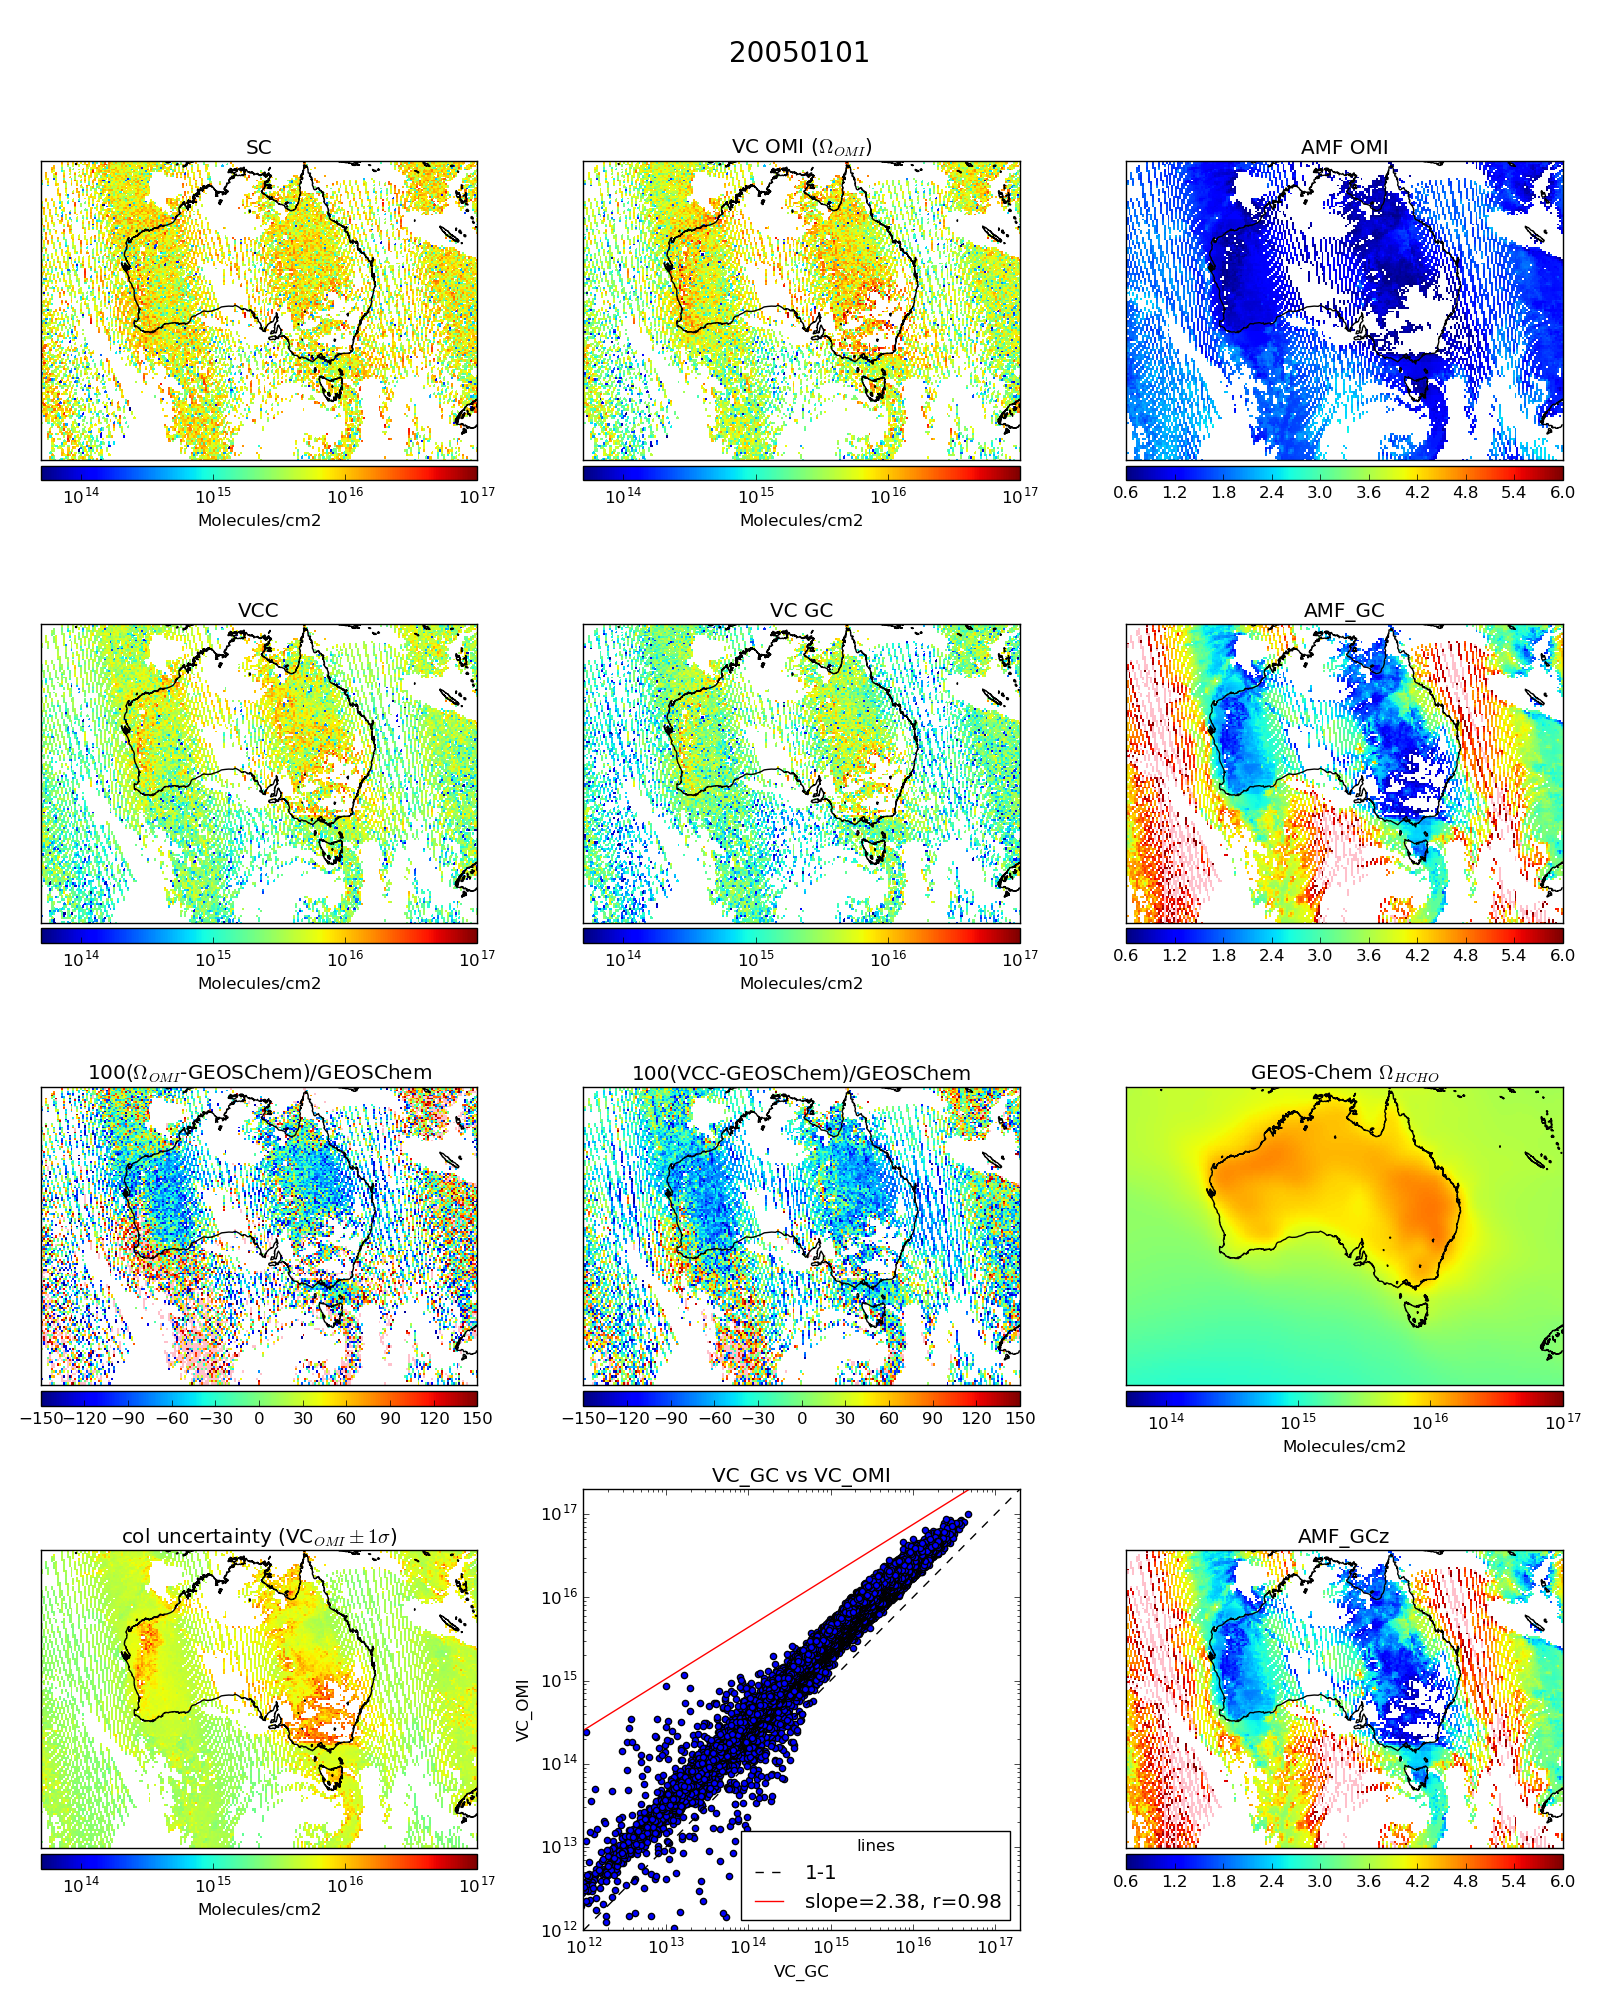 20050101
SC
VC OMI (Ω_OMI)
AMF OMI
10^14 10^15 10^16 10^17
Molecules/cm2
10^14 10^15 10^16 10^17
Molecules/cm2
0.6 1.2 1.8 2.4 3.0 3.6 4.2 4.8 5.4 6.0
VCC
VC GC
AMF_GC
10^14 10^15 10^16 10^17
Molecules/cm2
10^14 10^15 10^16 10^17
Molecules/cm2
0.6 1.2 1.8 2.4 3.0 3.6 4.2 4.8 5.4 6.0
100(Ω_OMI-GEOSChem)/GEOSChem
100(VCC-GEOSChem)/GEOSChem
GEOS-Chem Ω_HCHO
−150 −120 −90 −60 −30 0 30 60 90 120 150
−150 −120 −90 −60 −30 0 30 60 90 120 150
10^14 10^15 10^16 10^17
Molecules/cm2
col uncertainty (VC_OMI ± 1σ)
10^14 10^15 10^16 10^17
Molecules/cm2
VC_GC vs VC_OMI
10^17
10^16
10^15
10^14
10^13
10^12
VC_OMI
lines
1-1
slope=2.38, r=0.98
10^12 10^13 10^14 10^15 10^16 10^17
VC_GC
AMF_GCz
0.6 1.2 1.8 2.4 3.0 3.6 4.2 4.8 5.4 6.0